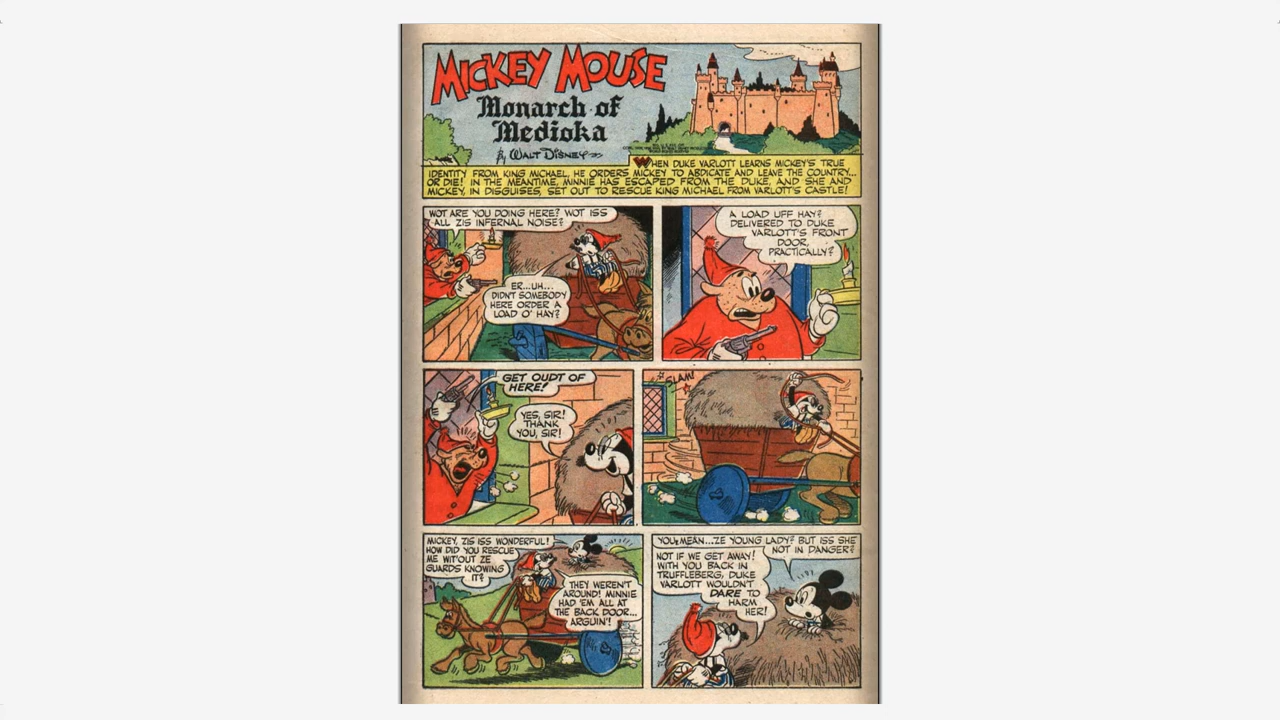 MICKEY MOUSE
Monarch of
Medioka
By WALT DISNEY
WHEN DUKE VARLOTT LEARNS MICKEY'S TRUE
IDENTITY FROM KING MICHAEL, HE ORDERS MICKEY TO ABDICATE AND LEAVE THE COUNTRY...
OR DIE! IN THE MEANTIME, MINNIE HAS ESCAPED FROM THE DUKE, AND SHE AND
MICKEY, IN DISGUISES, SET OUT TO RESCUE KING MICHAEL FROM VARLOTT'S CASTLE!
WOT ARE YOU DOING HERE? WOT ISS
ALL ZIS INFERNAL NOISE?
ER...UH...
DIDN'T SOMEBODY
HERE ORDER A
LOAD O' HAY?
A LOAD UFF HAY?
DELIVERED TO DUKE
VARLOTT'S FRONT
DOOR,
PRACTICALLY?
GET OUDT OF
HERE!
YES, SIR!
THANK
YOU, SIR!
SLAM!
MICKEY, ZIS ISS WONDERFUL!
HOW DID YOU RESCUE
ME WIT'OUT ZE
GUARDS KNOWING
IT?
THEY WEREN'T
AROUND! MINNIE
HAD 'EM ALL AT
THE BACK DOOR...
ARGUIN'!
YOU MEAN...ZE YOUNG LADY? BUT ISS SHE
NOT IN DANGER?
NOT IF WE GET AWAY!
WITH YOU BACK IN
TRUFFLEBERG, DUKE
VARLOTT WOULDN'T
DARE TO
HARM
HER!